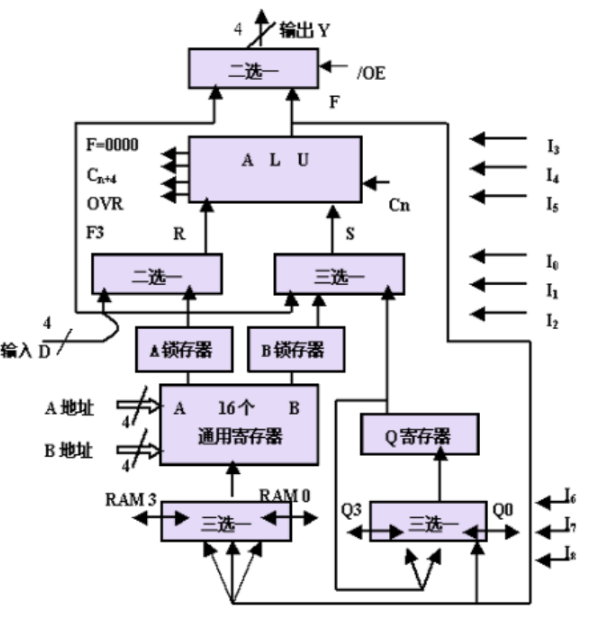 4 输出 Y
二选一
/OE
F
F=0000
A L U
I3
Cn+4
I4
OVR
Cn
I5
F3
R
S
二选一
三选一
I0
I1
I2
4
输入 D
A锁存器
B锁存器
A 地址
4
A 16个 B
通用寄存器
Q寄存器
B 地址
4
RAM 3
RAM 0
三选一
Q3
三选一
Q0
I6
I7
I8